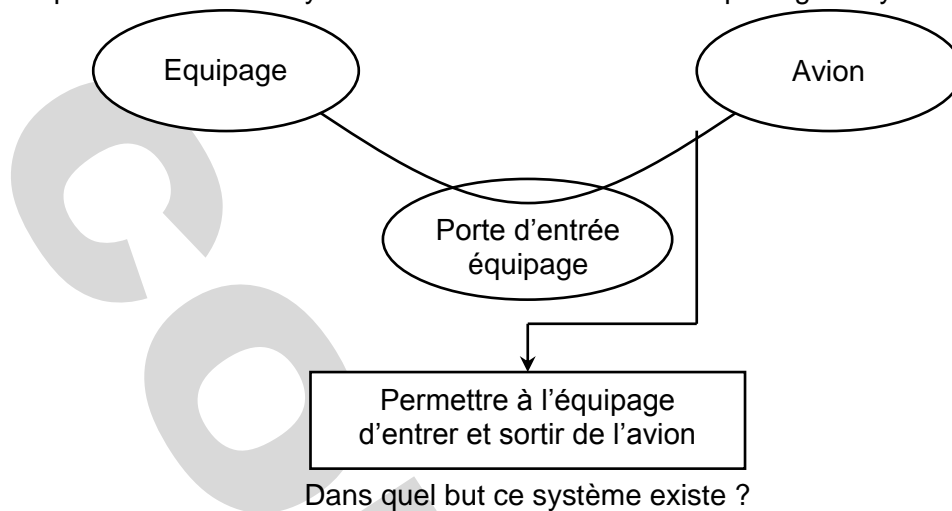 Equipage
Avion
Porte d'entrée
équipage
Permettre à l'équipage
d'entrer et sortir de l'avion
Dans quel but ce système existe ?